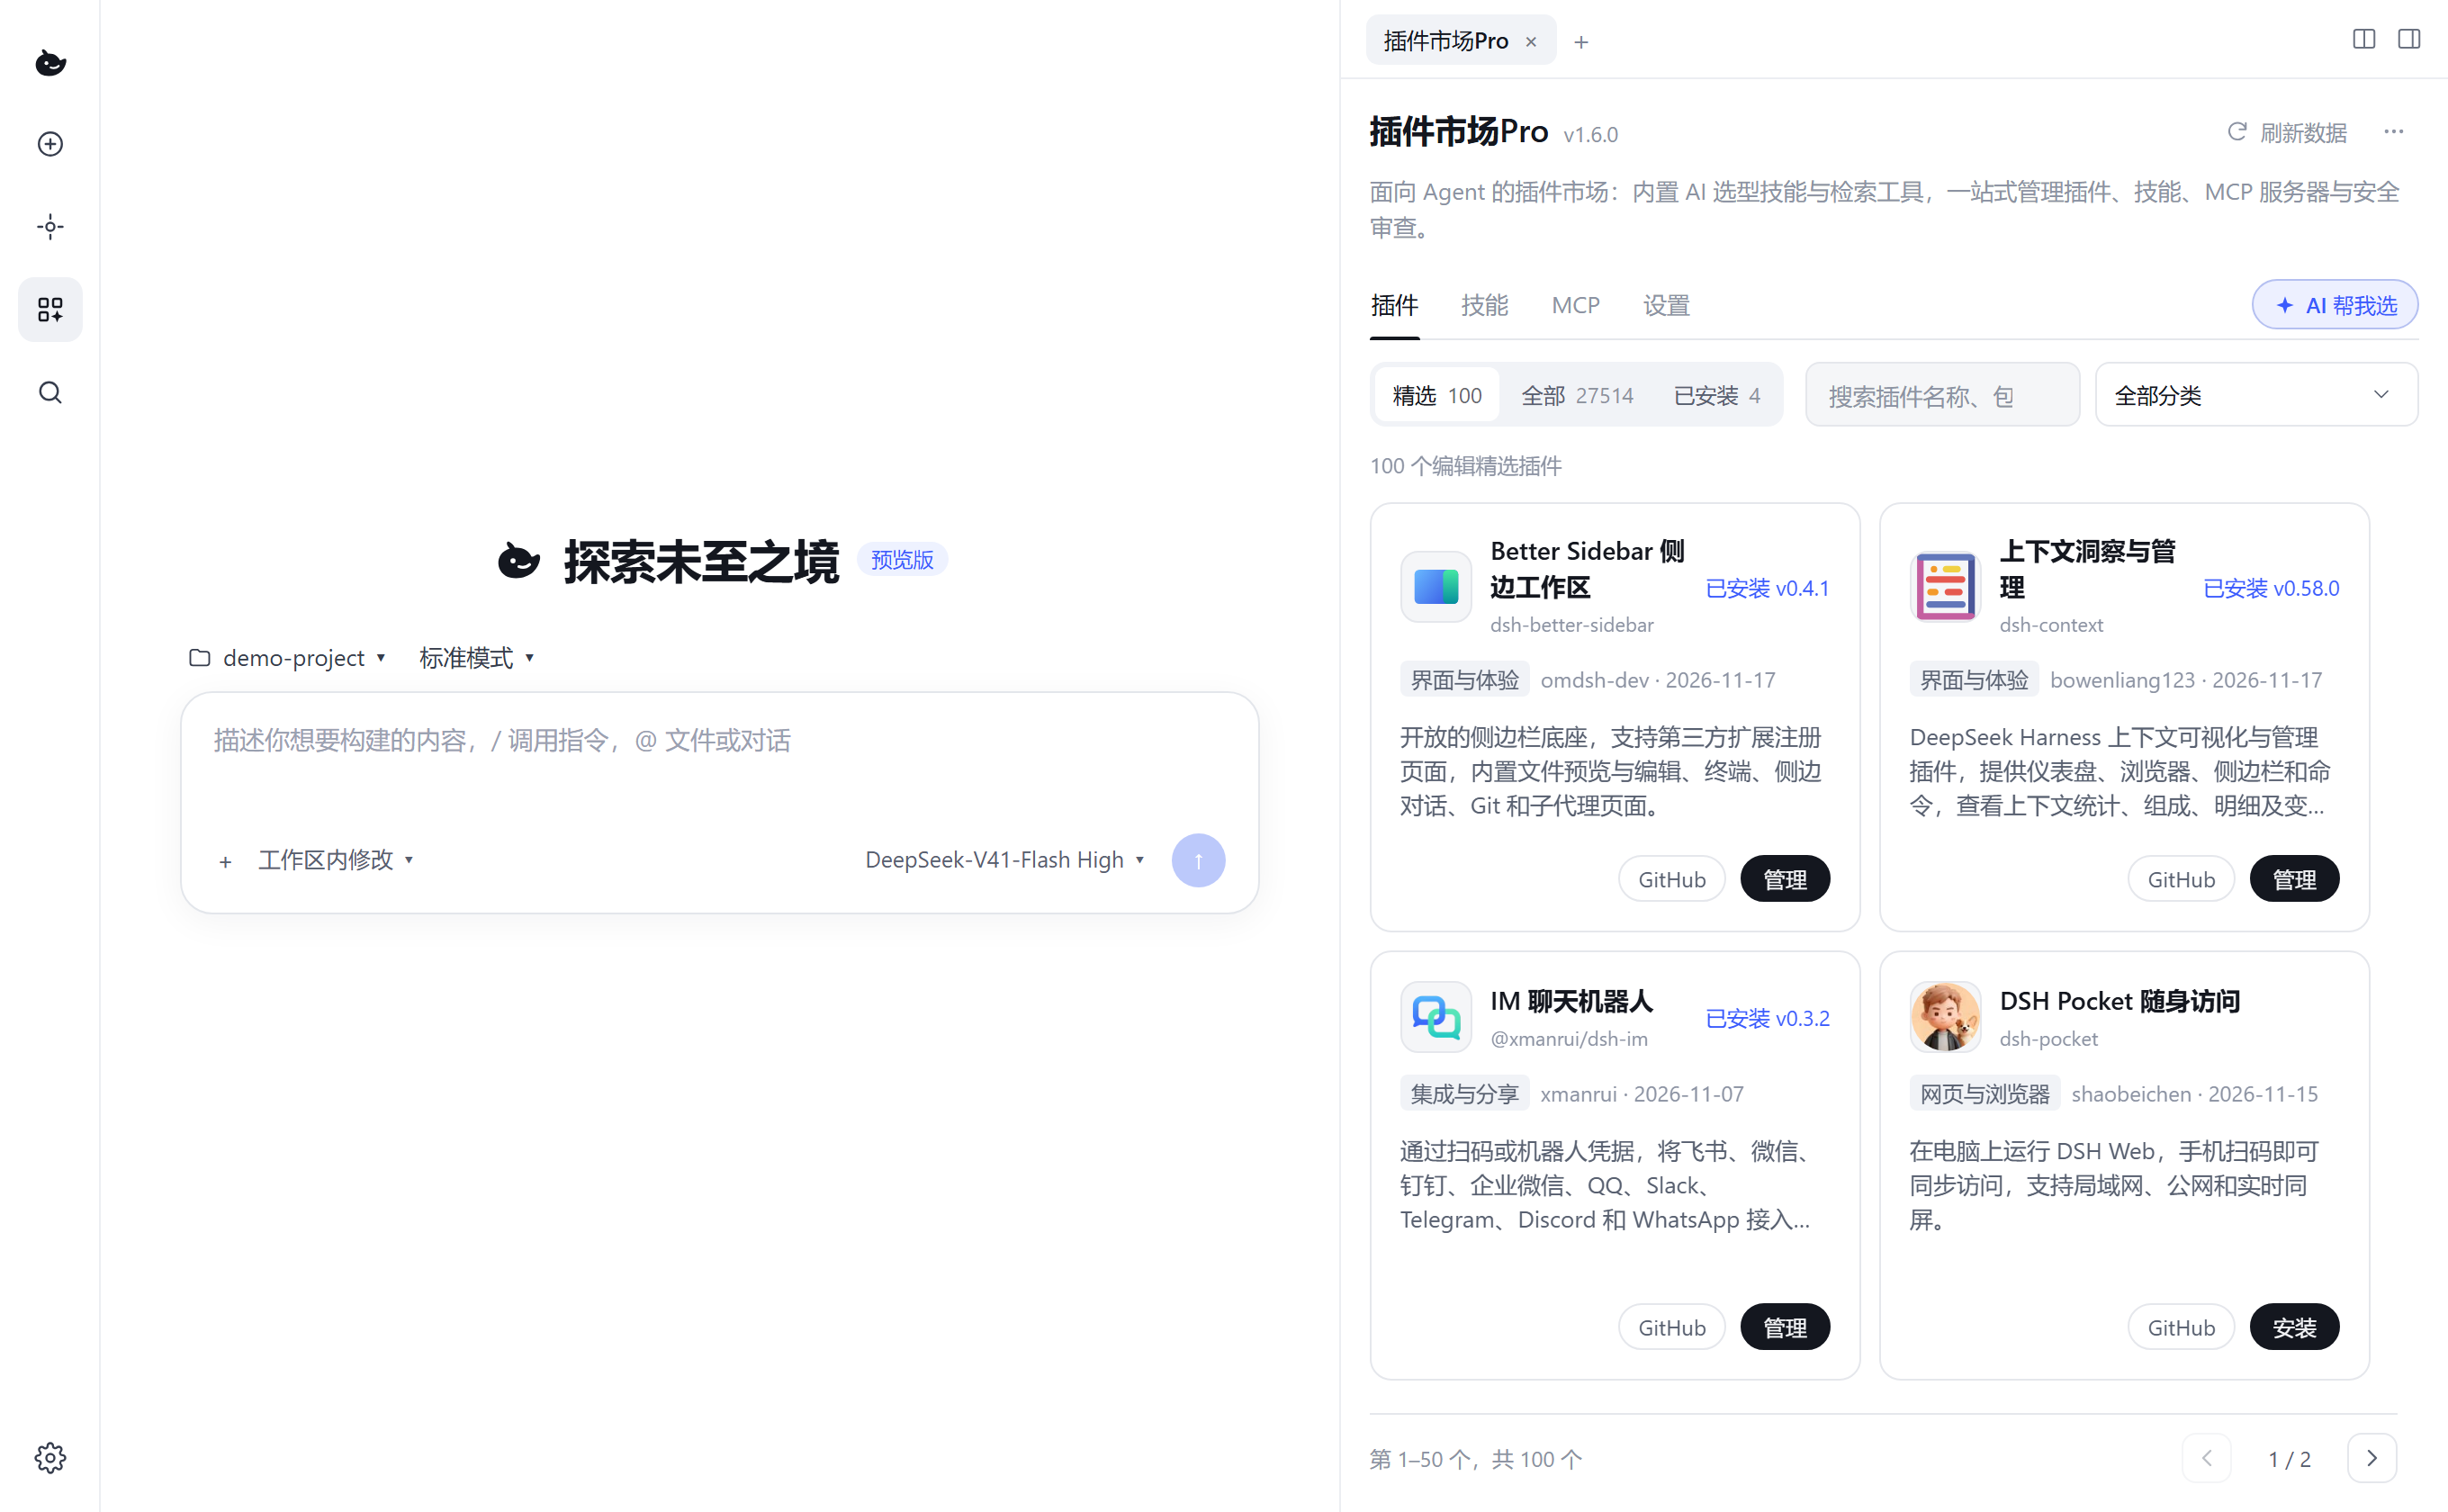 探索未至之境 预览版
demo-project 标准模式
描述你想要构建的内容，/ 调用指令，@ 文件或对话
+ 工作区内修改 DeepSeek-V41-Flash High ↑
插件市场Pro × +
插件市场Pro v1.6.0 刷新数据 ···
面向 Agent 的插件市场：内置 AI 选型技能与检索工具，一站式管理插件、技能、MCP 服务器与安全
审查。
插件 技能 MCP 设置 AI 帮我选
精选 100 全部 27514 已安装 4 搜索插件名称、包 全部分类
100 个编辑精选插件
Better Sidebar 侧
边工作区
已安装 v0.4.1
dsh-better-sidebar
界面与体验 omdsh-dev · 2026-11-17
开放的侧边栏底座，支持第三方扩展注册
页面，内置文件预览与编辑、终端、侧边
对话、Git 和子代理页面。
GitHub 管理
上下文洞察与管
理
已安装 v0.58.0
dsh-context
界面与体验 bowenliang123 · 2026-11-17
DeepSeek Harness 上下文可视化与管理
插件，提供仪表盘、浏览器、侧边栏和命
令，查看上下文统计、组成、明细及变...
GitHub 管理
IM 聊天机器人
已安装 v0.3.2
@xmanrui/dsh-im
集成与分享 xmanrui · 2026-11-07
通过扫码或机器人凭据，将飞书、微信、
钉钉、企业微信、QQ、Slack、
Telegram、Discord 和 WhatsApp 接入...
GitHub 管理
DSH Pocket 随身访问
dsh-pocket
网页与浏览器 shaobeichen · 2026-11-15
在电脑上运行 DSH Web，手机扫码即可
同步访问，支持局域网、公网和实时同
屏。
GitHub 安装
第 1–50 个，共 100 个 1 / 2